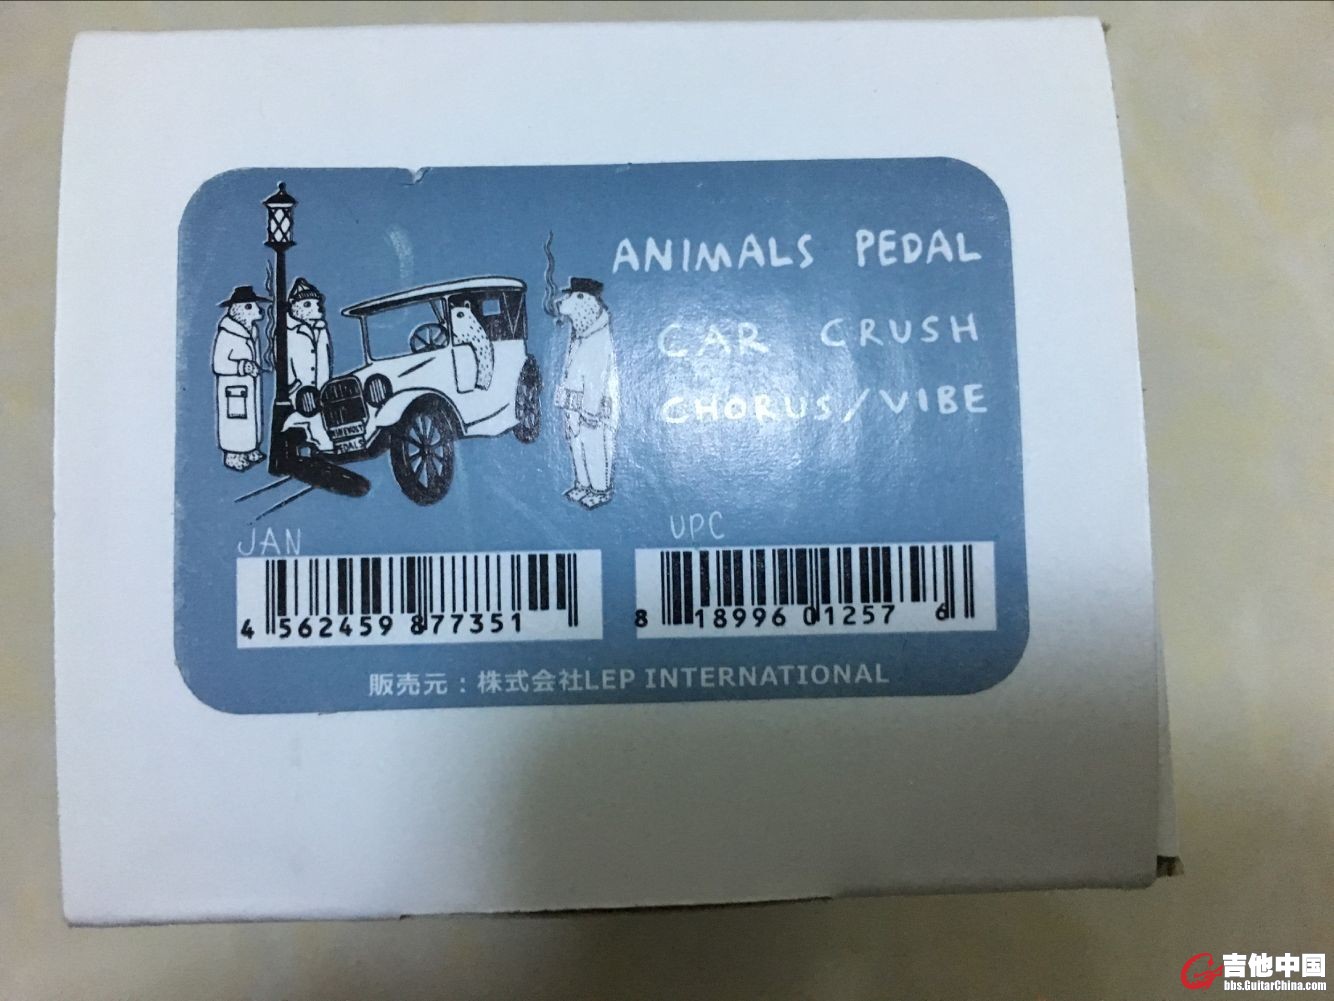 ANIMALS PEDAL
CAR CRUSH
CHORUS/VIBE
JAN
4 562459 877351
UPC
8 18996 01257 6
販売元：株式会社LEP INTERNATIONAL
吉他中国
bbs.GuitarChina.com